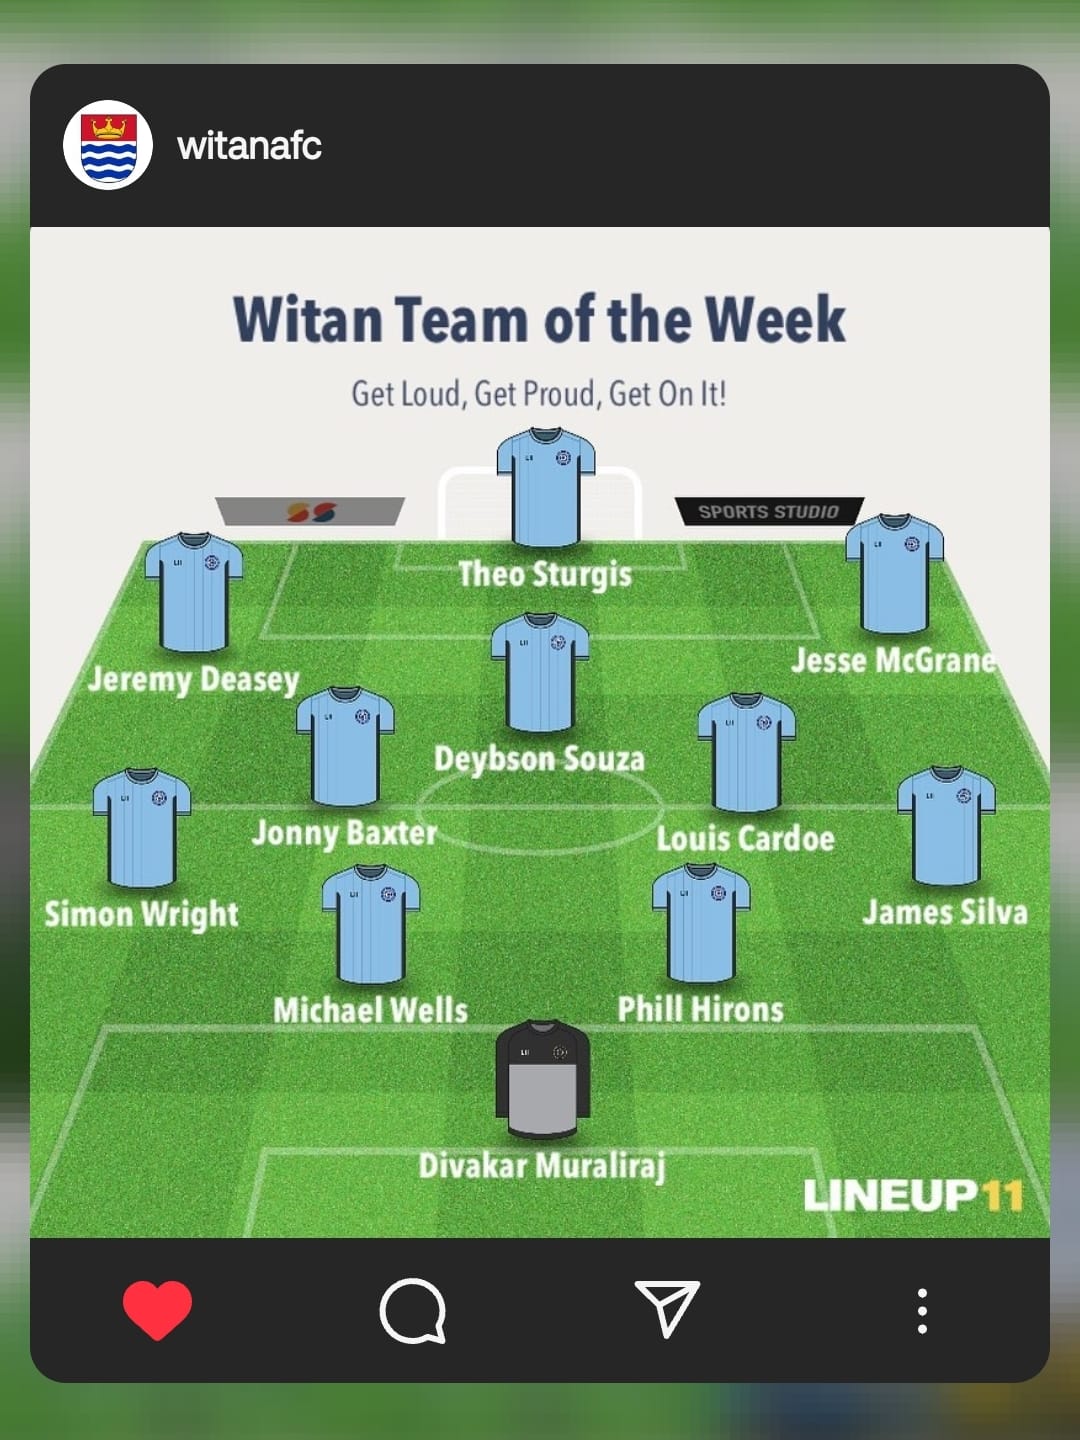 witanafc
Witan Team of the Week
Get Loud, Get Proud, Get On It!
SPORTS STUDIO
Theo Sturgis
Jeremy Deasey
Jesse McGrane
Deybson Souza
Jonny Baxter
Louis Cardoe
Simon Wright
James Silva
Michael Wells
Phill Hirons
Divakar Muraliraj
LINEUP11